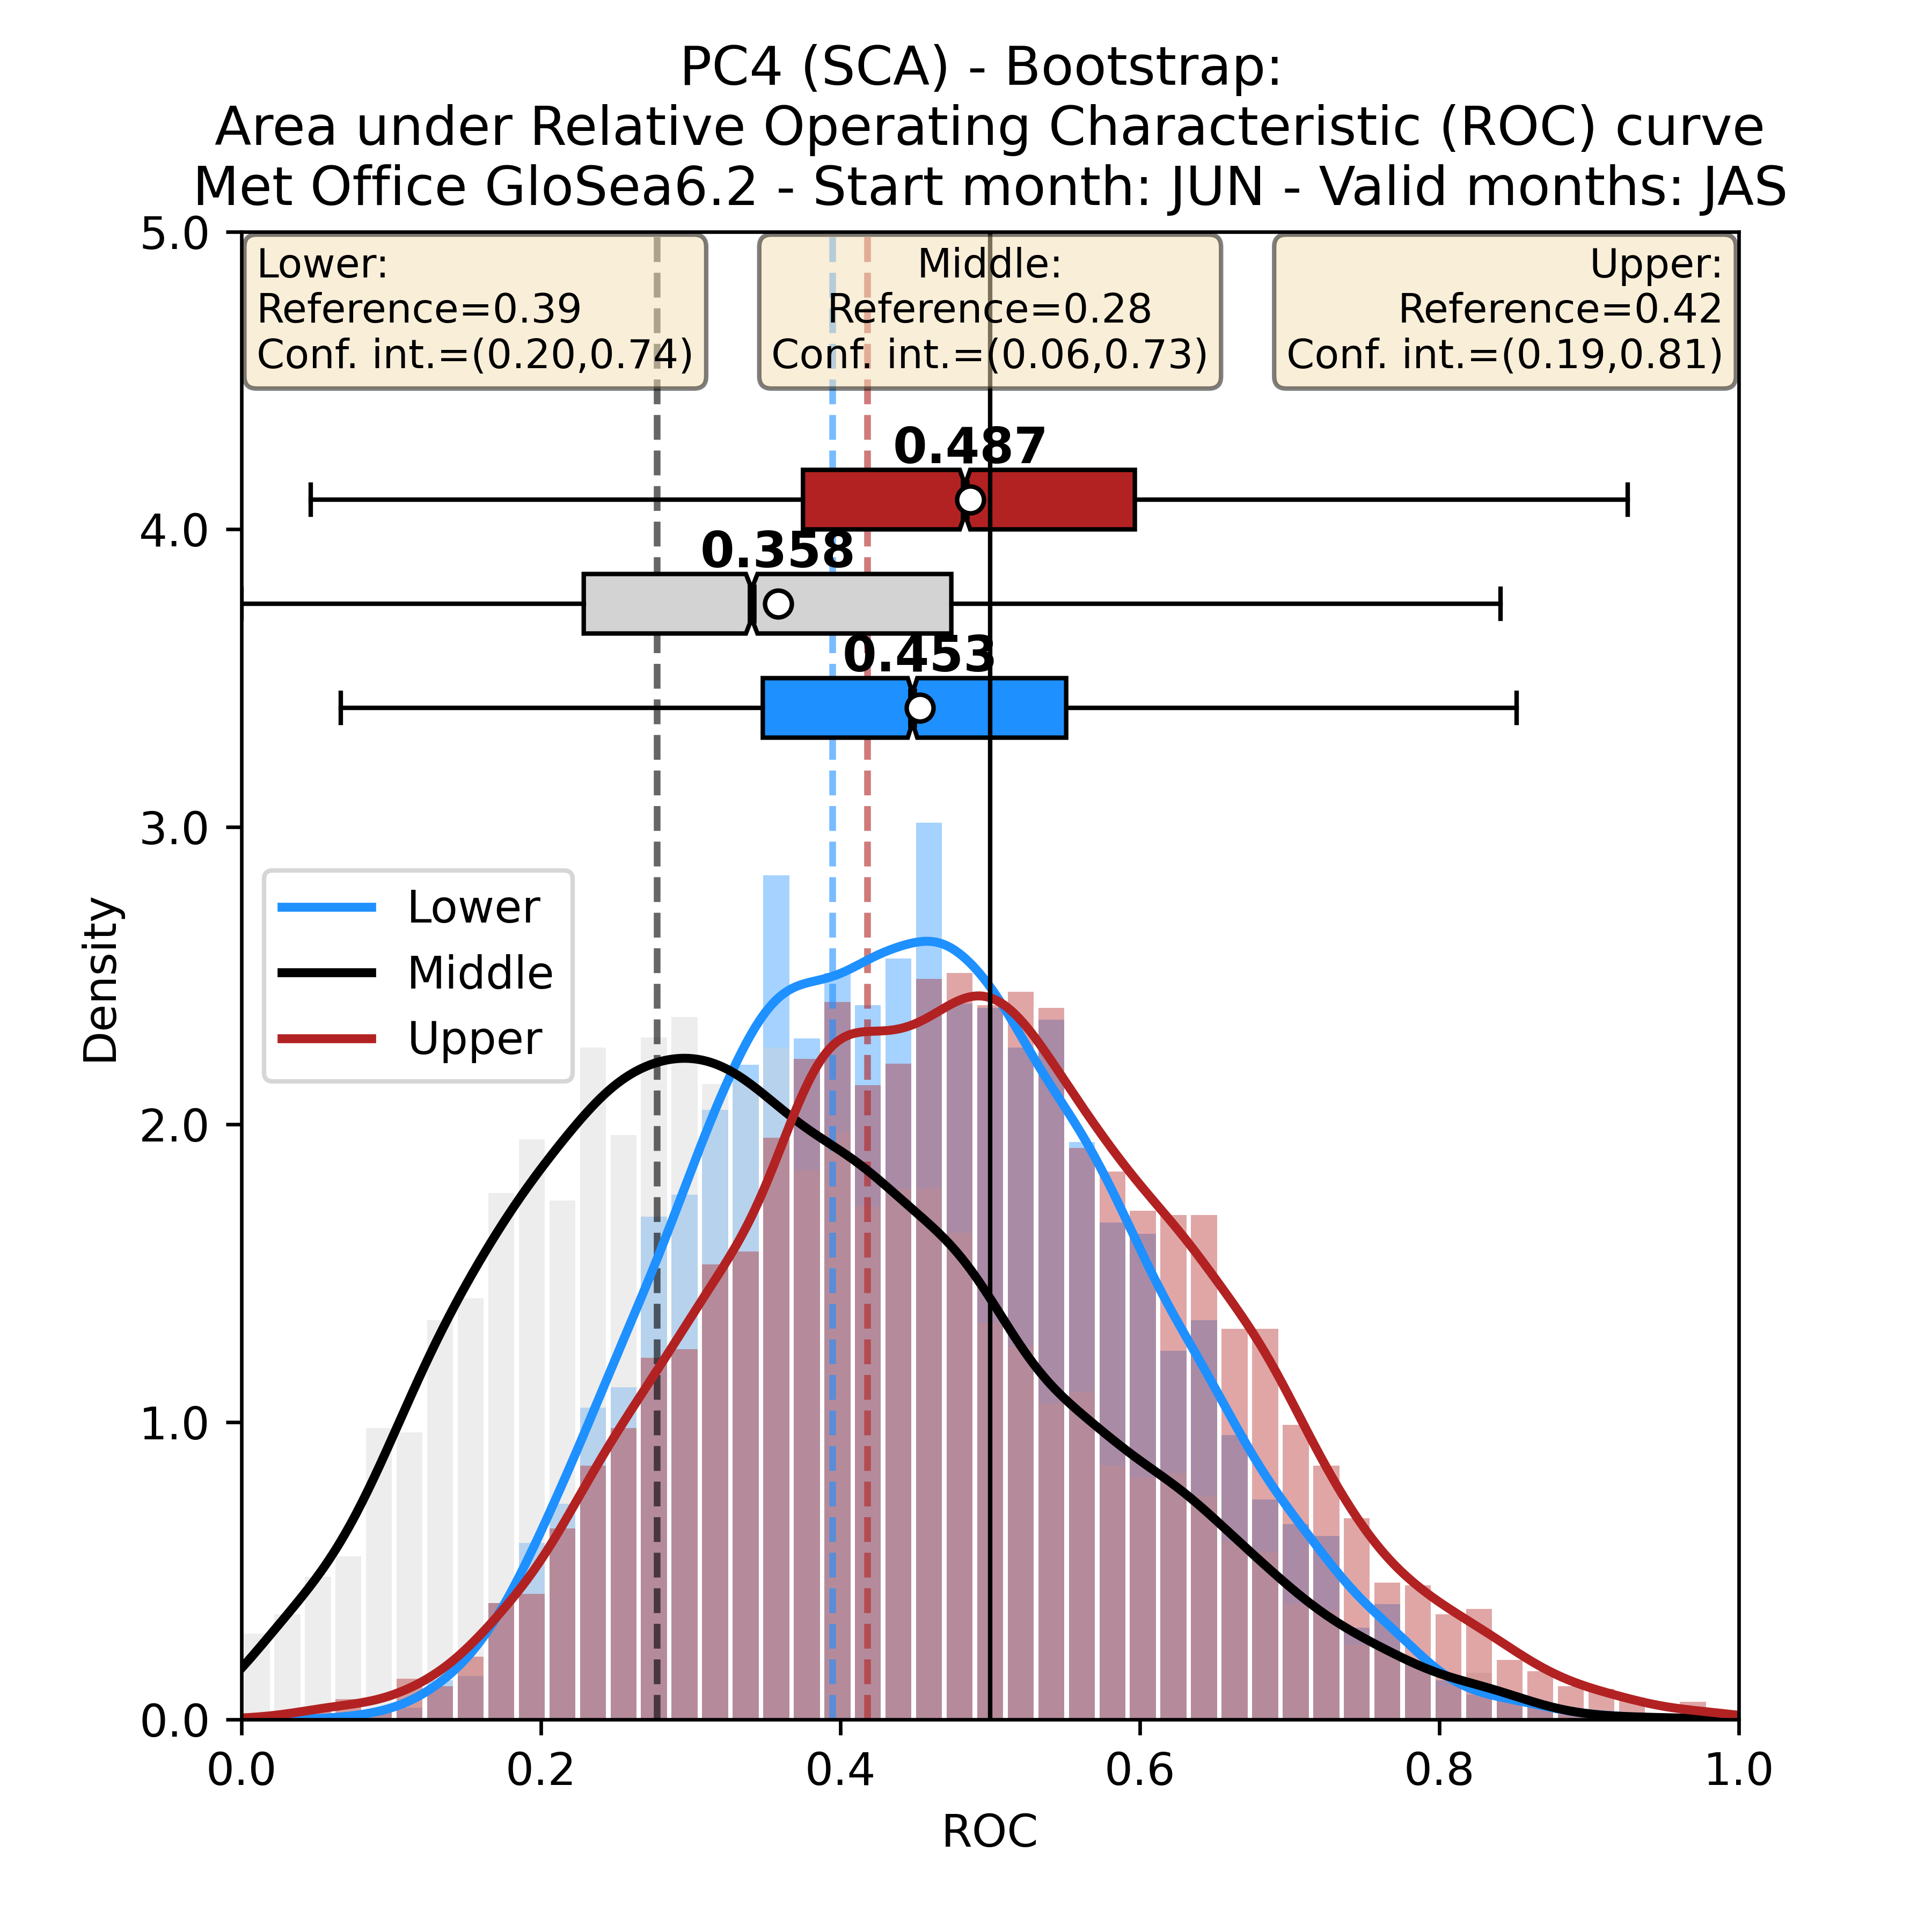 PC4 (SCA) - Bootstrap:
Area under Relative Operating Characteristic (ROC) curve
Met Office GloSea6.2 - Start month: JUN - Valid months: JAS
5.0
Lower:
Reference=0.39
Conf. int.=(0.20,0.74)
Middle:
Reference=0.28
Conf. int.=(0.06,0.73)
Upper:
Reference=0.42
Conf. int.=(0.19,0.81)
0.487
4.0
0.358
0.453
3.0
Lower
Middle
Upper
Density
2.0
1.0
0.0
0.0 0.2 0.4 0.6 0.8 1.0
ROC